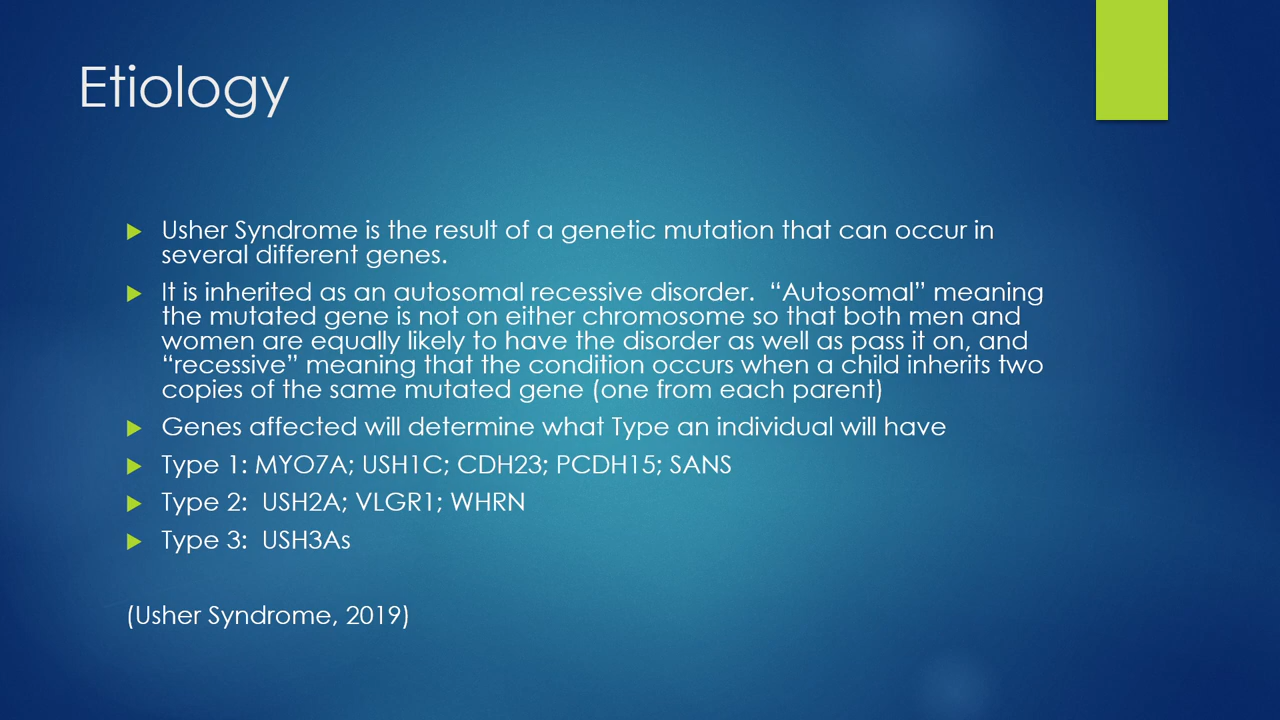 Etiology
Usher Syndrome is the result of a genetic mutation that can occur in
several different genes.
It is inherited as an autosomal recessive disorder.  “Autosomal” meaning
the mutated gene is not on either chromosome so that both men and
women are equally likely to have the disorder as well as pass it on, and
“recessive” meaning that the condition occurs when a child inherits two
copies of the same mutated gene (one from each parent)
Genes affected will determine what Type an individual will have
Type 1: MYO7A; USH1C; CDH23; PCDH15; SANS
Type 2:  USH2A; VLGR1; WHRN
Type 3:  USH3As
(Usher Syndrome, 2019)